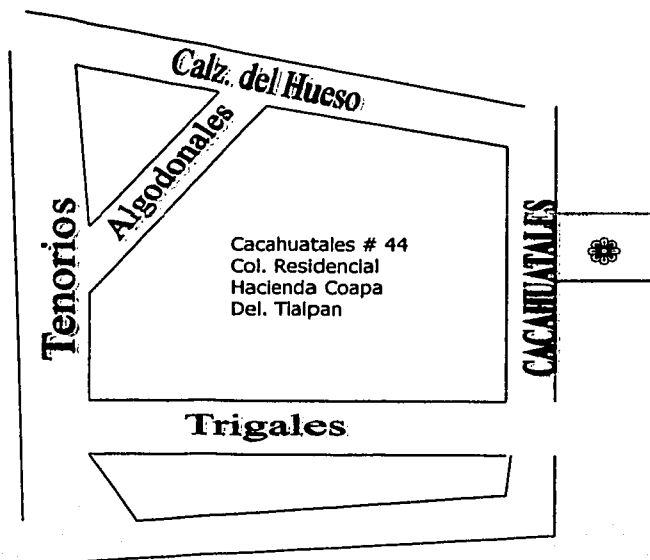 Calz. del Hueso
Algodonales
Tenorios
Cacahuatales # 44
Col. Residencial
Hacienda Coapa
Del. Tlalpan
CACAHUATALES
Trigales